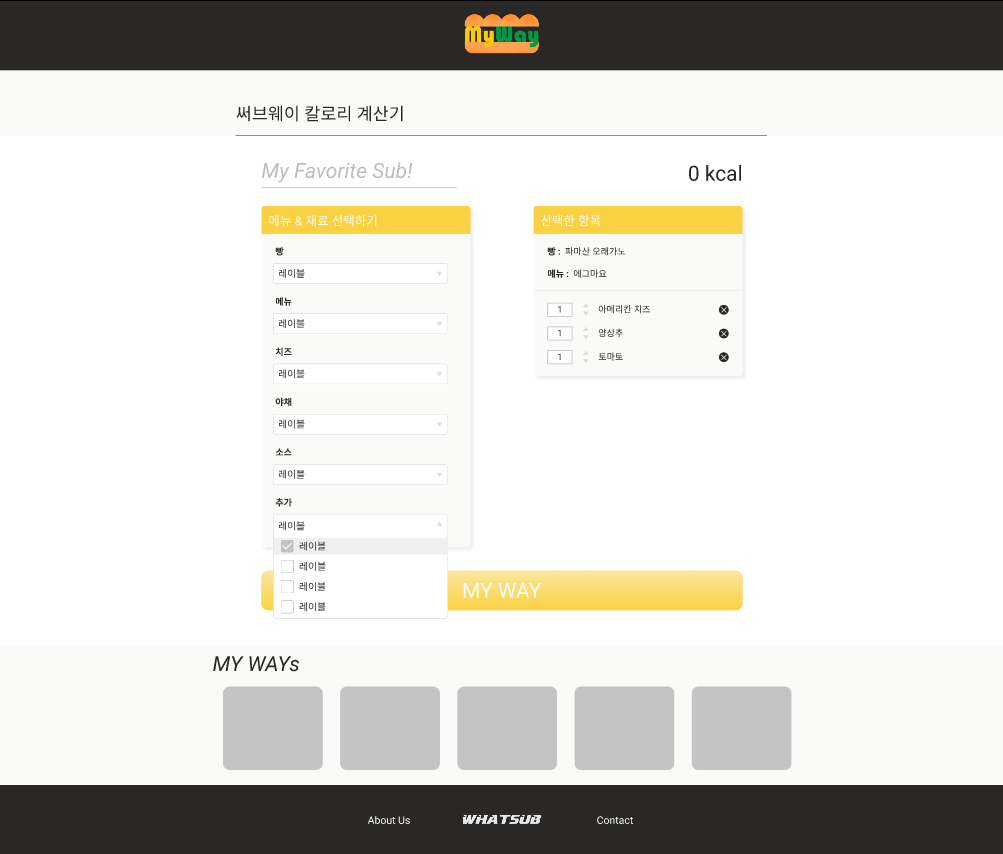 MyWay
써브웨이 칼로리 계산기
My Favorite Sub!
0 kcal
메뉴 & 재료 선택하기
빵
레이블
메뉴
레이블
치즈
레이블
야채
레이블
소스
레이블
추가
레이블
레이블
레이블
레이블
레이블
선택한 항목
빵 : 파마산 오래가노
메뉴 : 에그마요
1 아메리칸 치즈
1 양상추
1 토마토
MY WAY
MY WAYs
About Us
WHATSUB
Contact